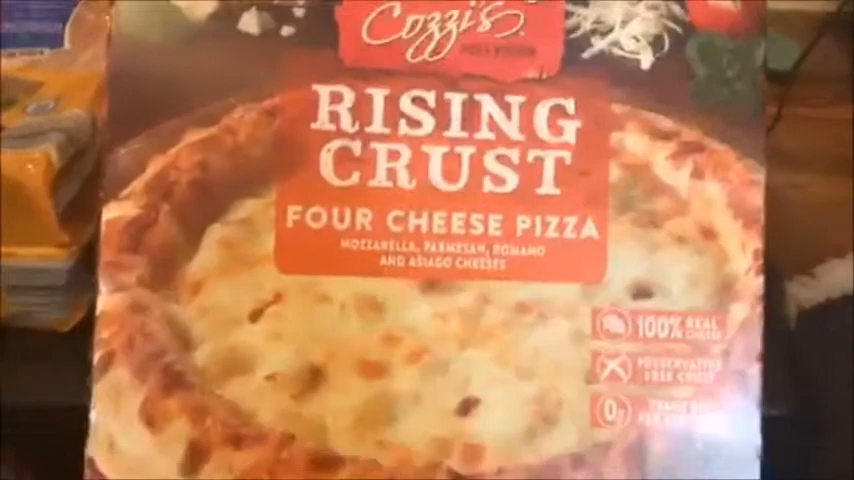 Cozzi's
RISING
CRUST
FOUR CHEESE PIZZA
MOZZARELLA, PARMESAN, ROMANO
AND ASIAGO CHEESES
100% REAL
CHEESE
PRESERVATIVE
FREE CRUST
0g
TRANS